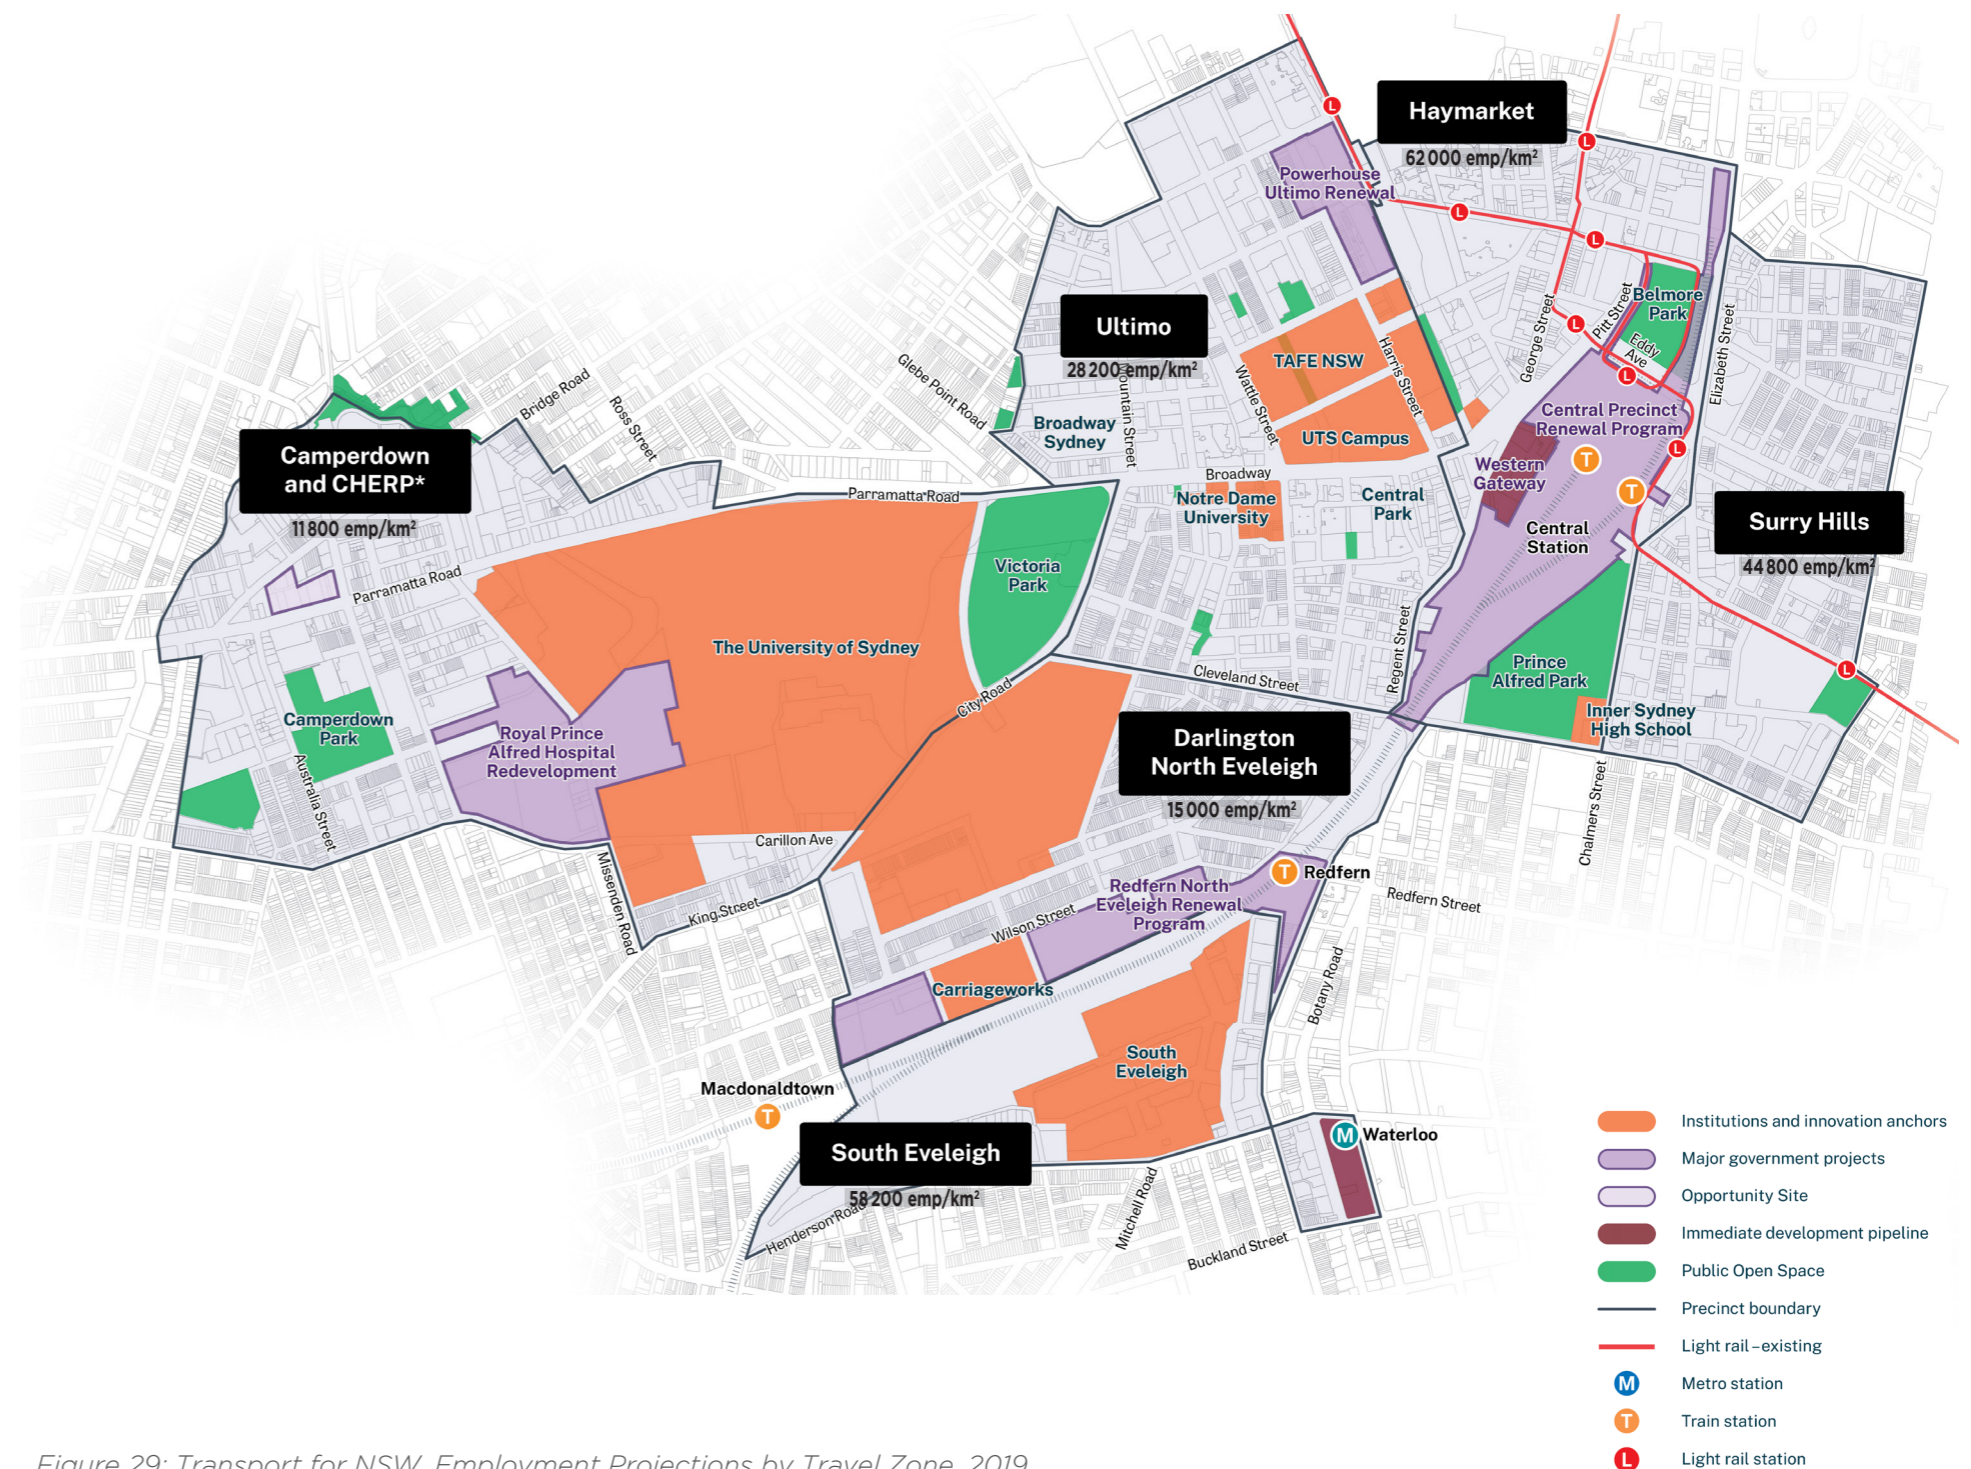 Haymarket
62 000 emp/km²
Powerhouse
Ultimo Renewal
Belmore
Park
Pitt Street
Eddy
Ave
George Street
Elizabeth Street
Ultimo
28 200 emp/km²
TAFE NSW
Harris Street
Wattle Street
Mountain Street
UTS Campus
Glebe Point Road
Broadway
Sydney
Broadway
Central Precinct
Renewal Program
Western
Gateway
Central
Station
Surry Hills
44 800 emp/km²
Bridge Road
Ross Street
Camperdown
and CHERP*
11 800 emp/km²
Parramatta Road
Parramatta Road
Notre Dame
University
Central
Park
Victoria
Park
The University of Sydney
City Road
Cleveland Street
Regent Street
Prince
Alfred Park
Inner Sydney
High School
Chalmers Street
Camperdown
Park
Australia Street
Royal Prince
Alfred Hospital
Redevelopment
Darlington
North Eveleigh
15 000 emp/km²
Carillon Ave
Missenden Road
King Street
Wilson Street
Redfern North
Eveleigh Renewal
Program
T
Redfern
Redfern Street
Botany Road
Carriageworks
South
Eveleigh
Macdonaldtown
T
South Eveleigh
58 200 emp/km²
Henderson Road
Mitchell Road
Buckland Street
M
Waterloo
L
L
L
L
L
L
L
L
T
T
Institutions and innovation anchors
Major government projects
Opportunity Site
Immediate development pipeline
Public Open Space
Precinct boundary
Light rail – existing
M Metro station
T Train station
L Light rail station
Figure 29: Transport for NSW, Employment Projections by Travel Zone, 2019